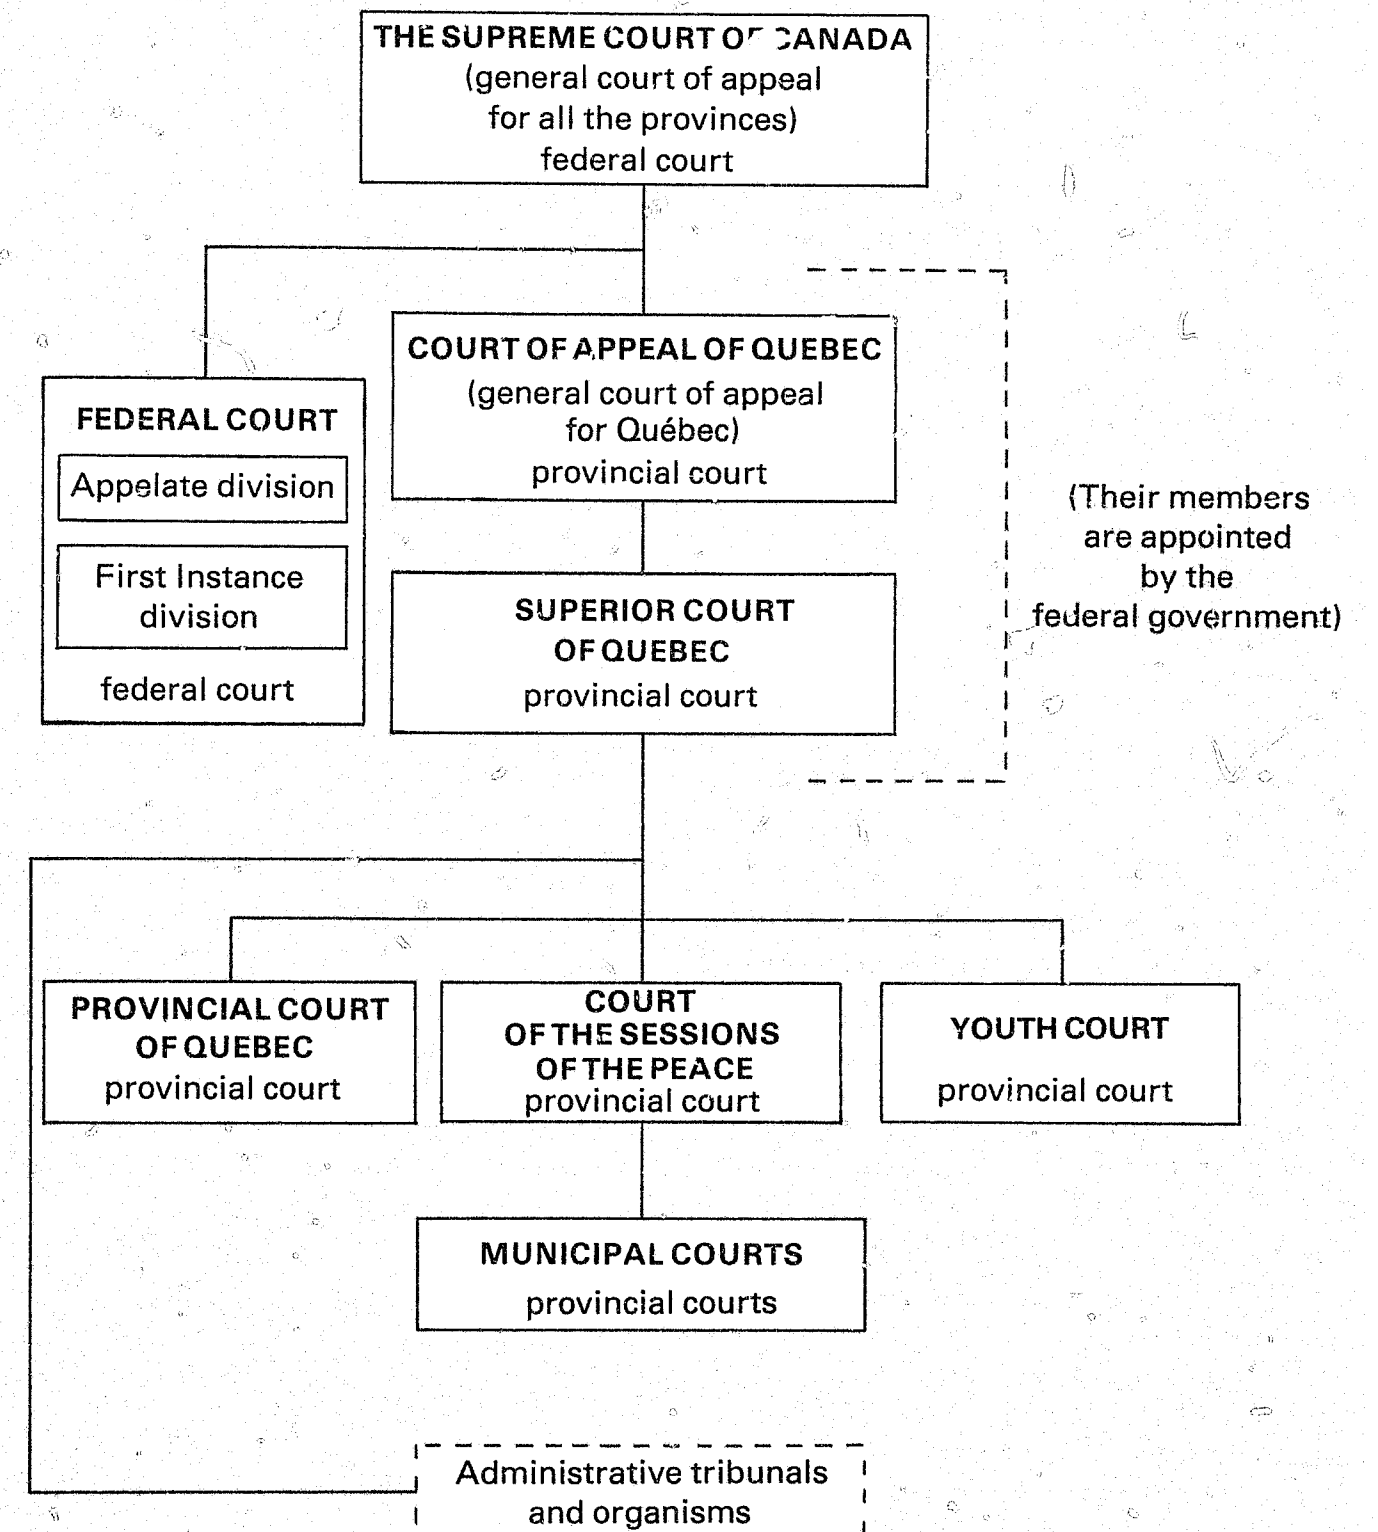 THE SUPREME COURT OF CANADA
(general court of appeal
for all the provinces)
federal court
COURT OF APPEAL OF QUEBEC
(general court of appeal
for Québec)
provincial court
FEDERAL COURT
Appelate division
First Instance
division
federal court
(Their members
are appointed
by the
federal government)
SUPERIOR COURT
OF QUEBEC
provincial court
PROVINCIAL COURT
OF QUEBEC
provincial court
COURT
OF THE SESSIONS
OF THE PEACE
provincial court
YOUTH COURT
provincial court
MUNICIPAL COURTS
provincial courts
Administrative tribunals
and organisms